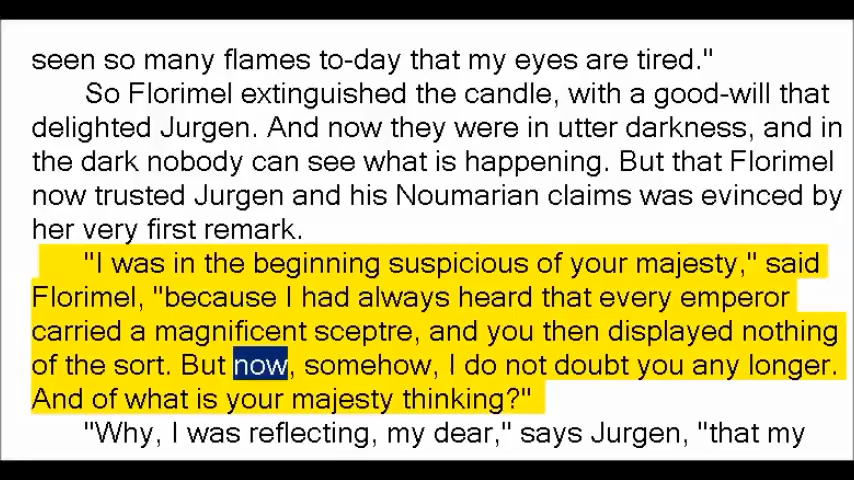 seen so many flames to-day that my eyes are tired."
So Florimel extinguished the candle, with a good-will that
delighted Jurgen. And now they were in utter darkness, and in
the dark nobody can see what is happening. But that Florimel
now trusted Jurgen and his Noumarian claims was evinced by
her very first remark.
"I was in the beginning suspicious of your majesty," said
Florimel, "because I had always heard that every emperor
carried a magnificent sceptre, and you then displayed nothing
of the sort. But now, somehow, I do not doubt you any longer.
And of what is your majesty thinking?"
"Why, I was reflecting, my dear," says Jurgen, "that my